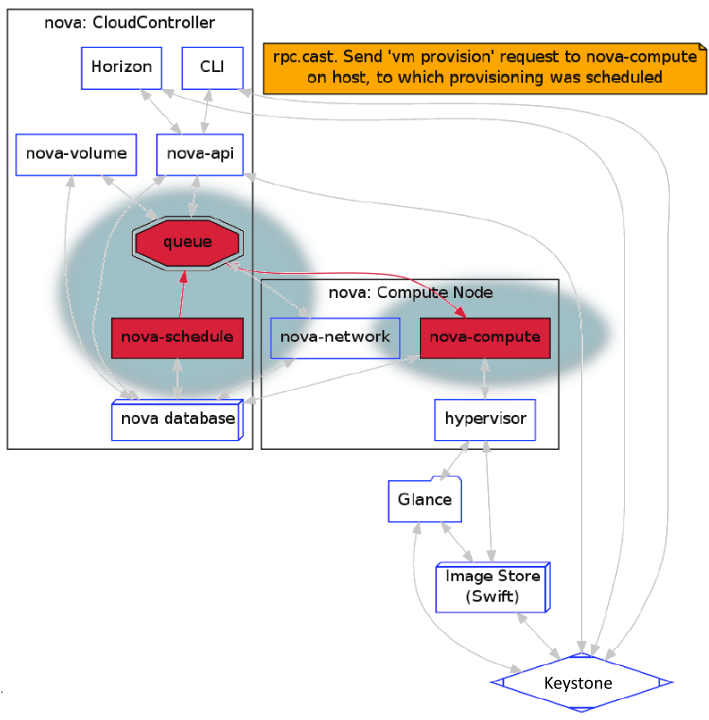 nova: CloudController
Horizon
CLI
rpc.cast. Send 'vm provision' request to nova-compute
on host, to which provisioning was scheduled
nova-volume
nova-api
queue
nova: Compute Node
nova-schedule
nova-network
nova-compute
nova database
hypervisor
Glance
Image Store
(Swift)
Keystone